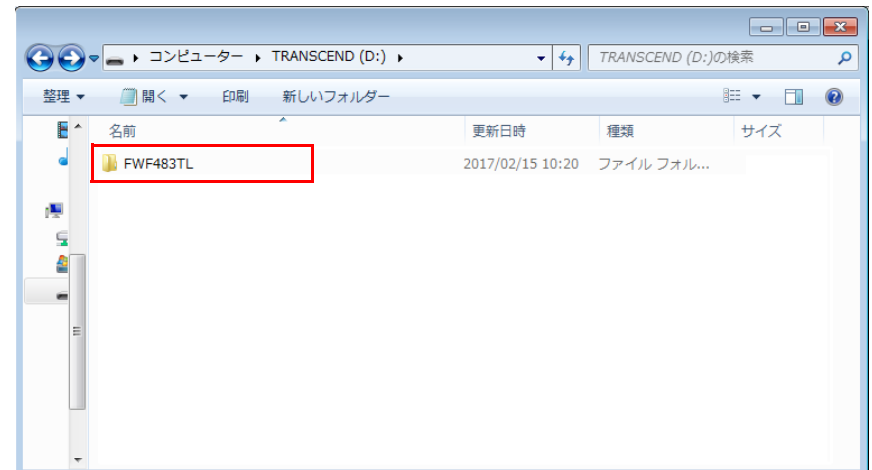 コンピューター TRANSCEND (D:) TRANSCEND (D:)の検索
整理 開く 印刷 新しいフォルダー
名前 更新日時 種類 サイズ
FWF483TL 2017/02/15 10:20 ファイル フォル...